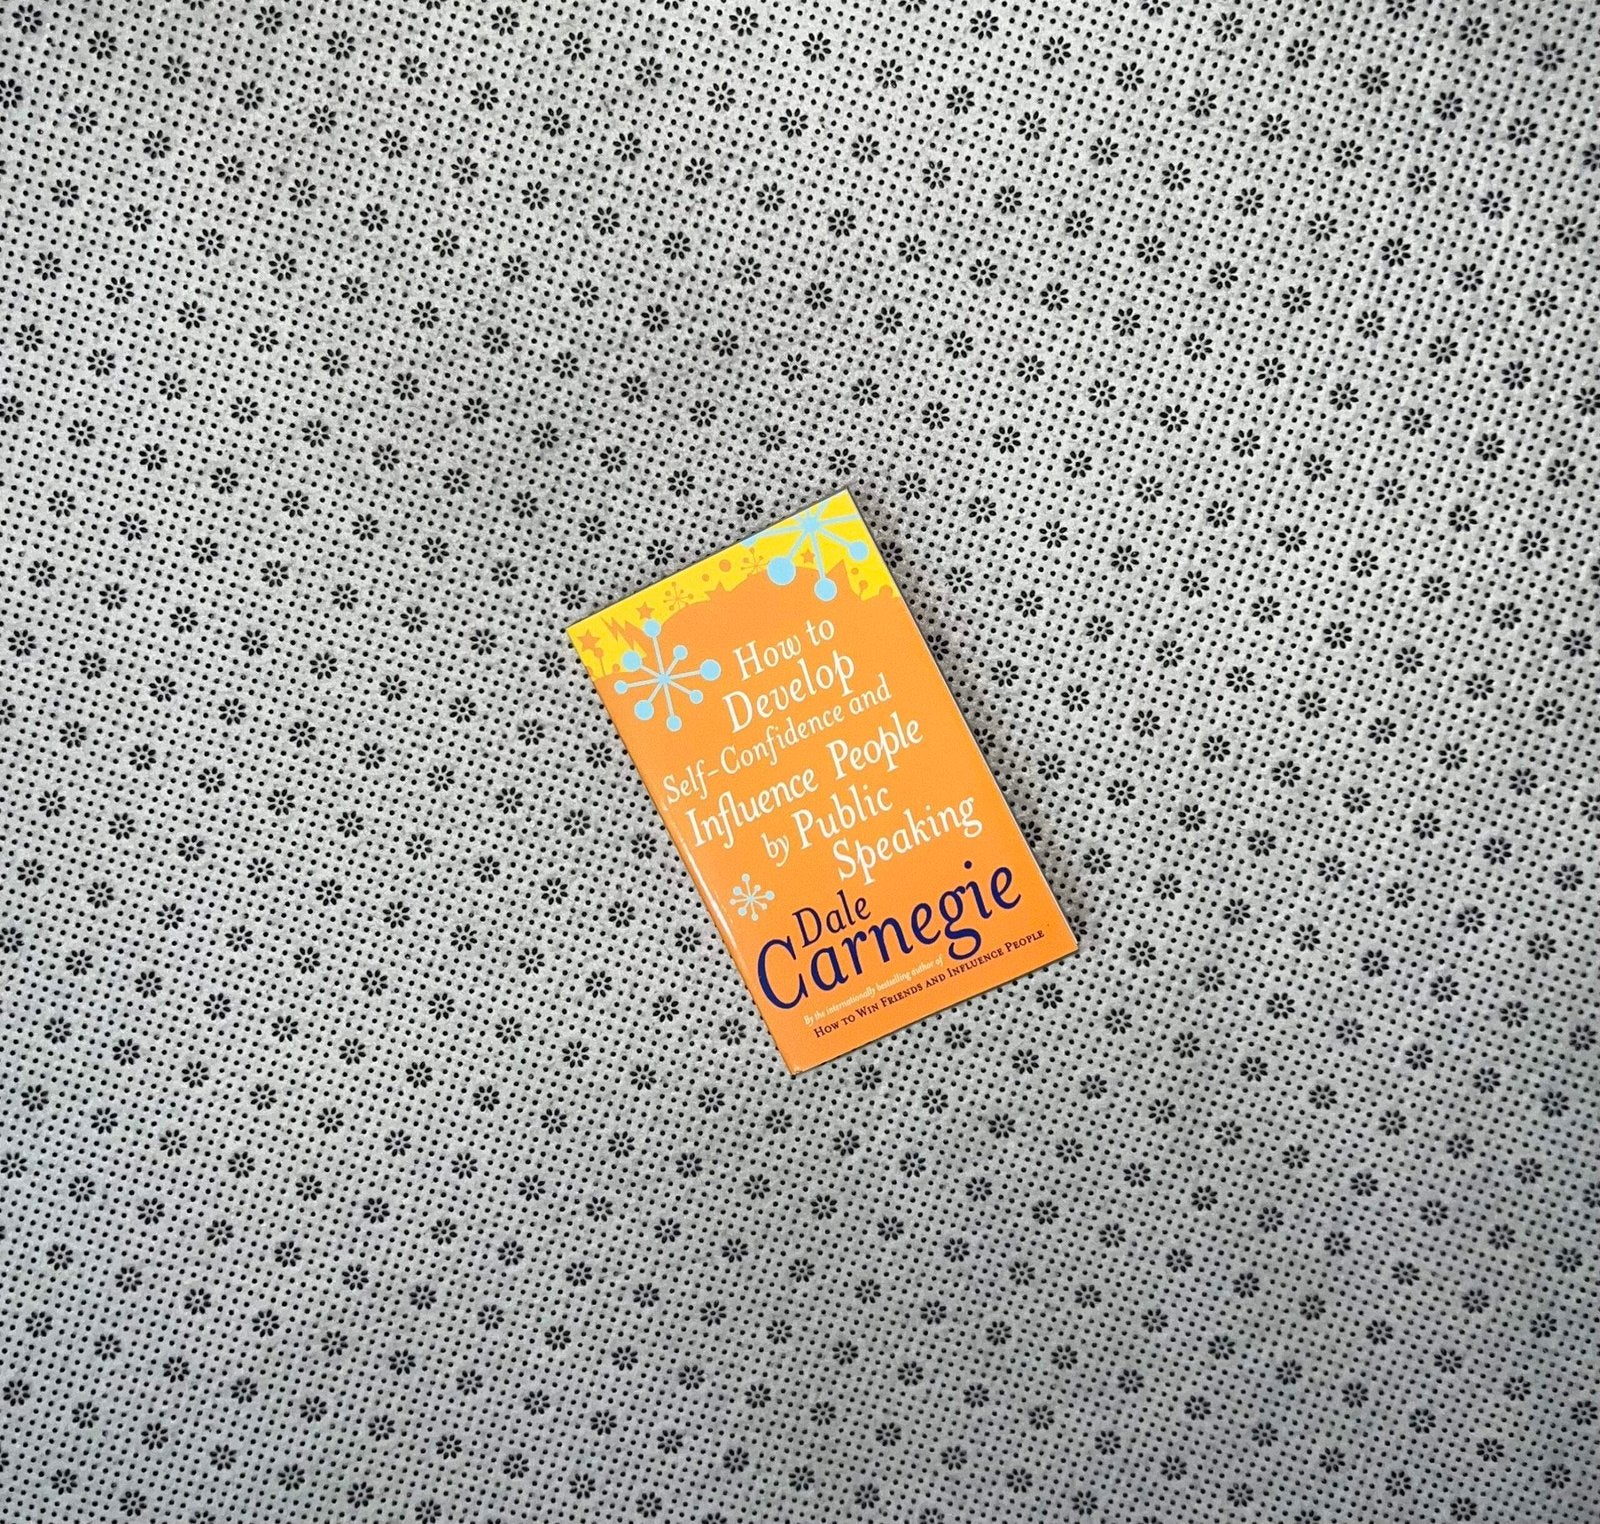 How to
Develop
Self-Confidence and
Influence People
by Public
Speaking
Dale
Carnegie
By the internationally bestselling author of
How to Win Friends and Influence People